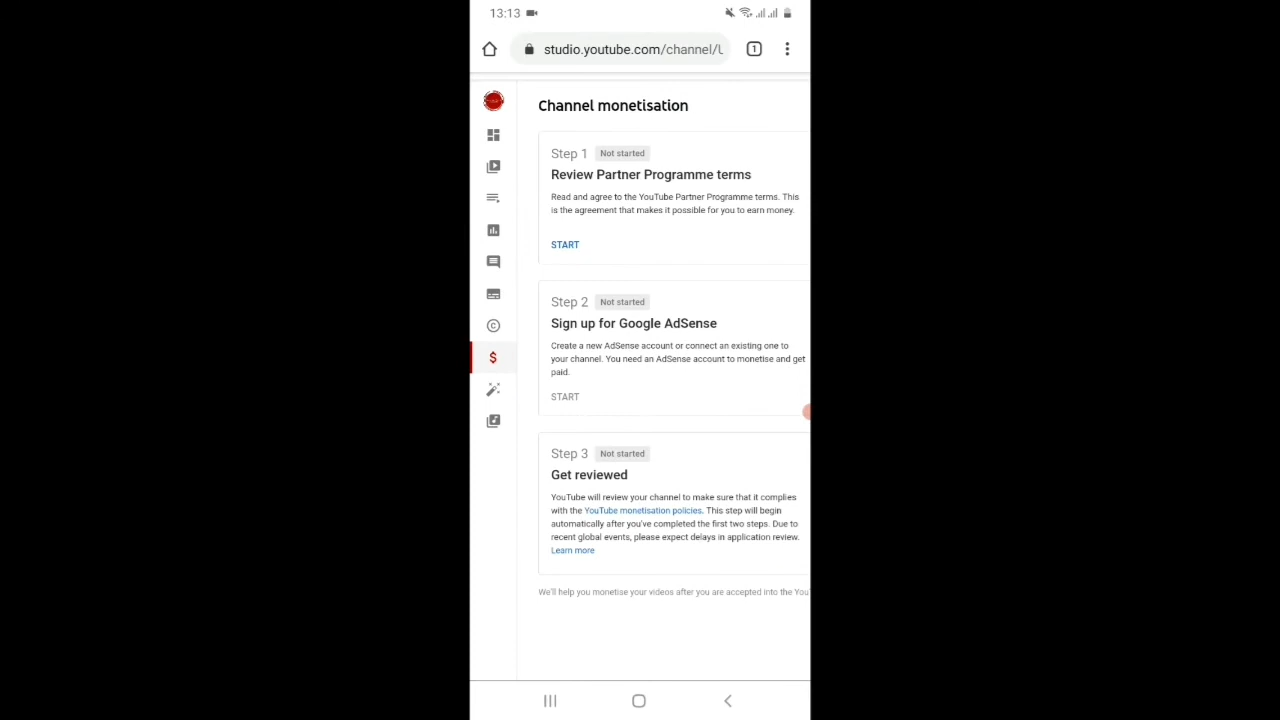 13:13
studio.youtube.com/channel/
1
Channel monetisation
Step 1 Not started
Review Partner Programme terms
Read and agree to the YouTube Partner Programme terms. This
is the agreement that makes it possible for you to earn money.
START
Step 2 Not started
Sign up for Google AdSense
Create a new AdSense account or connect an existing one to
your channel. You need an AdSense account to monetise and get
paid.
START
Step 3 Not started
Get reviewed
YouTube will review your channel to make sure that it complies
with the YouTube monetisation policies. This step will begin
automatically after you've completed the first two steps. Due to
recent global events, please expect delays in application review.
Learn more
We'll help you monetise your videos after you are accepted into the You